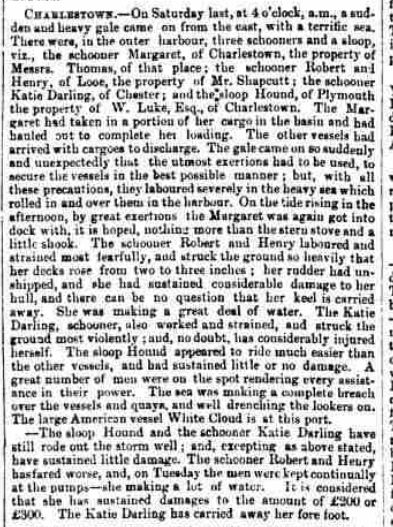 CHARLESTOWN.—On Saturday last, at 4 o'clock, a.m., a sud-
den and heavy gale came on from the east, with a terrific sea.
There were, in the outer harbour, three schooners and a sloop,
viz., the schooner Margaret, of Charlestown, the property of
Messrs. Thomas, of that place; the schooner Robert and
Henry, of Looe, the property of Mr. Shapcutt; the schooner
Katie Darling, of Chester; and the sloop Hound, of Plymouth
the property of W. Luke, Esq., of Charlestown. The Mar-
garet had taken in a portion of her cargo in the basin and had
hauled out to complete her loading. The other vessels had
arrived with cargoes to discharge. The gale came on so suddenly
and unexpectedly that the utmost exerrions had to be used, to
secure the vessels in the best possible manner; but, with all
these precautions, they laboured severely in the heavy sea which
rolled in and over them in the harbour. On the tide rising in the
afternoon, by great exertions the Margaret was again got into
dock with, it is hoped, nothing more than the stern stove and a
little shook. The schooner Robert and Henry laboured and
strained most fearfully, and struck the ground so heavily that
her decks rose from two to three inches; her rudder had un-
shipped, and she had sustained considerable damage to her
hull, and there can be no question that her keel is carried
away. She was making a great deal of water. The Katie
Darling, schooner, also worked and strained, and struck the
ground most violently; and, no doubt, has considerably injured
herself. The sloop Hound appeared to ride much easier than
the other vessels, and had sustained little or no damage. A
great number of men were on the spot rendering every assist-
ance in their power. The sea was making a complete breach
over the vessels and quays, and well drenching the lookers on.
The large American vessel White Cloud is at this port.
—The sloop Hound and the schooner Katie Darling have
still rode out the storm well; and, excepting as above stated,
have sustained little damage. The schooner Robert and Henry
hasfared worse, and, on Tuesday the men were kept continually
at the pumps—she making a lot of water. It is considered
that she has sustained damages to the amount of £200 or
£300. The Katie Darling has carried away her fore foot.